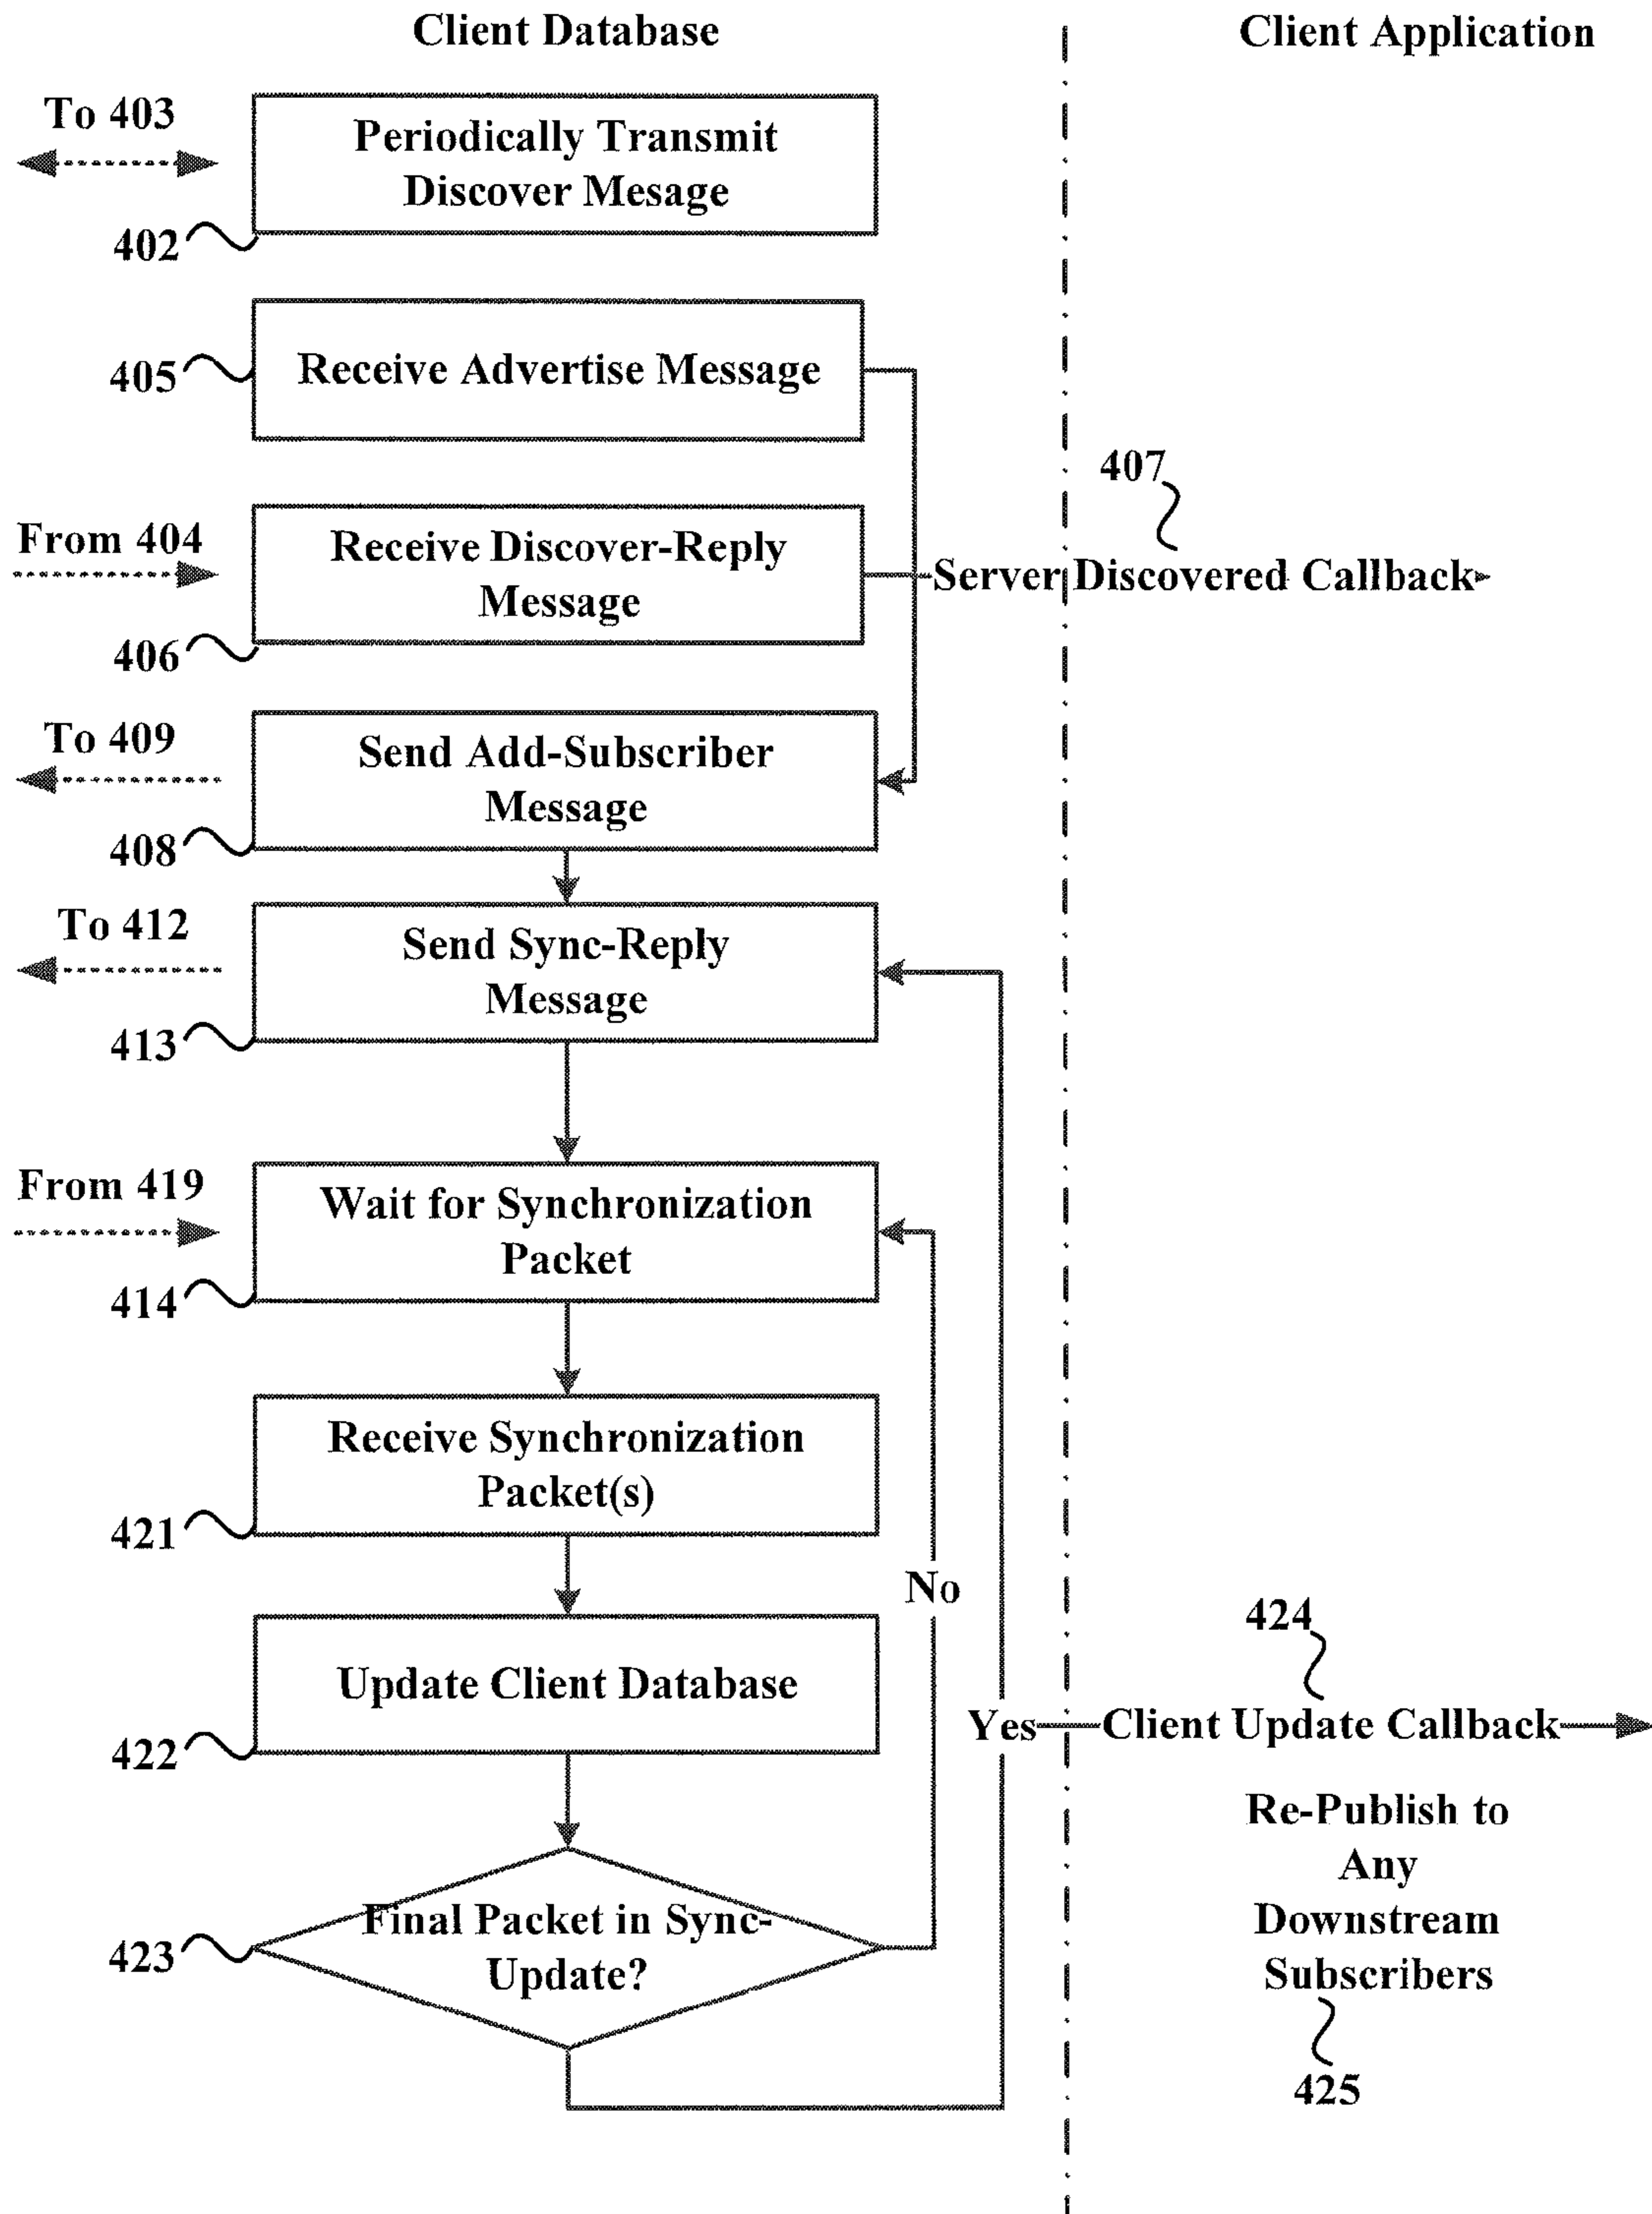 Client Database
Client Application
To 403
Periodically Transmit
Discover Mesage
402
Receive Advertise Message
405
407
From 404
Receive Discover-Reply
Message
Server Discovered Callback
406
To 409
Send Add-Subscriber
Message
408
To 412
Send Sync-Reply
Message
413
From 419
Wait for Synchronization
Packet
414
Receive Synchronization
Packet(s)
421
No
424
Update Client Database
Yes
Client Update Callback
422
Re-Publish to
Any
Downstream
Subscribers
Final Packet in Sync-
Update?
423
425